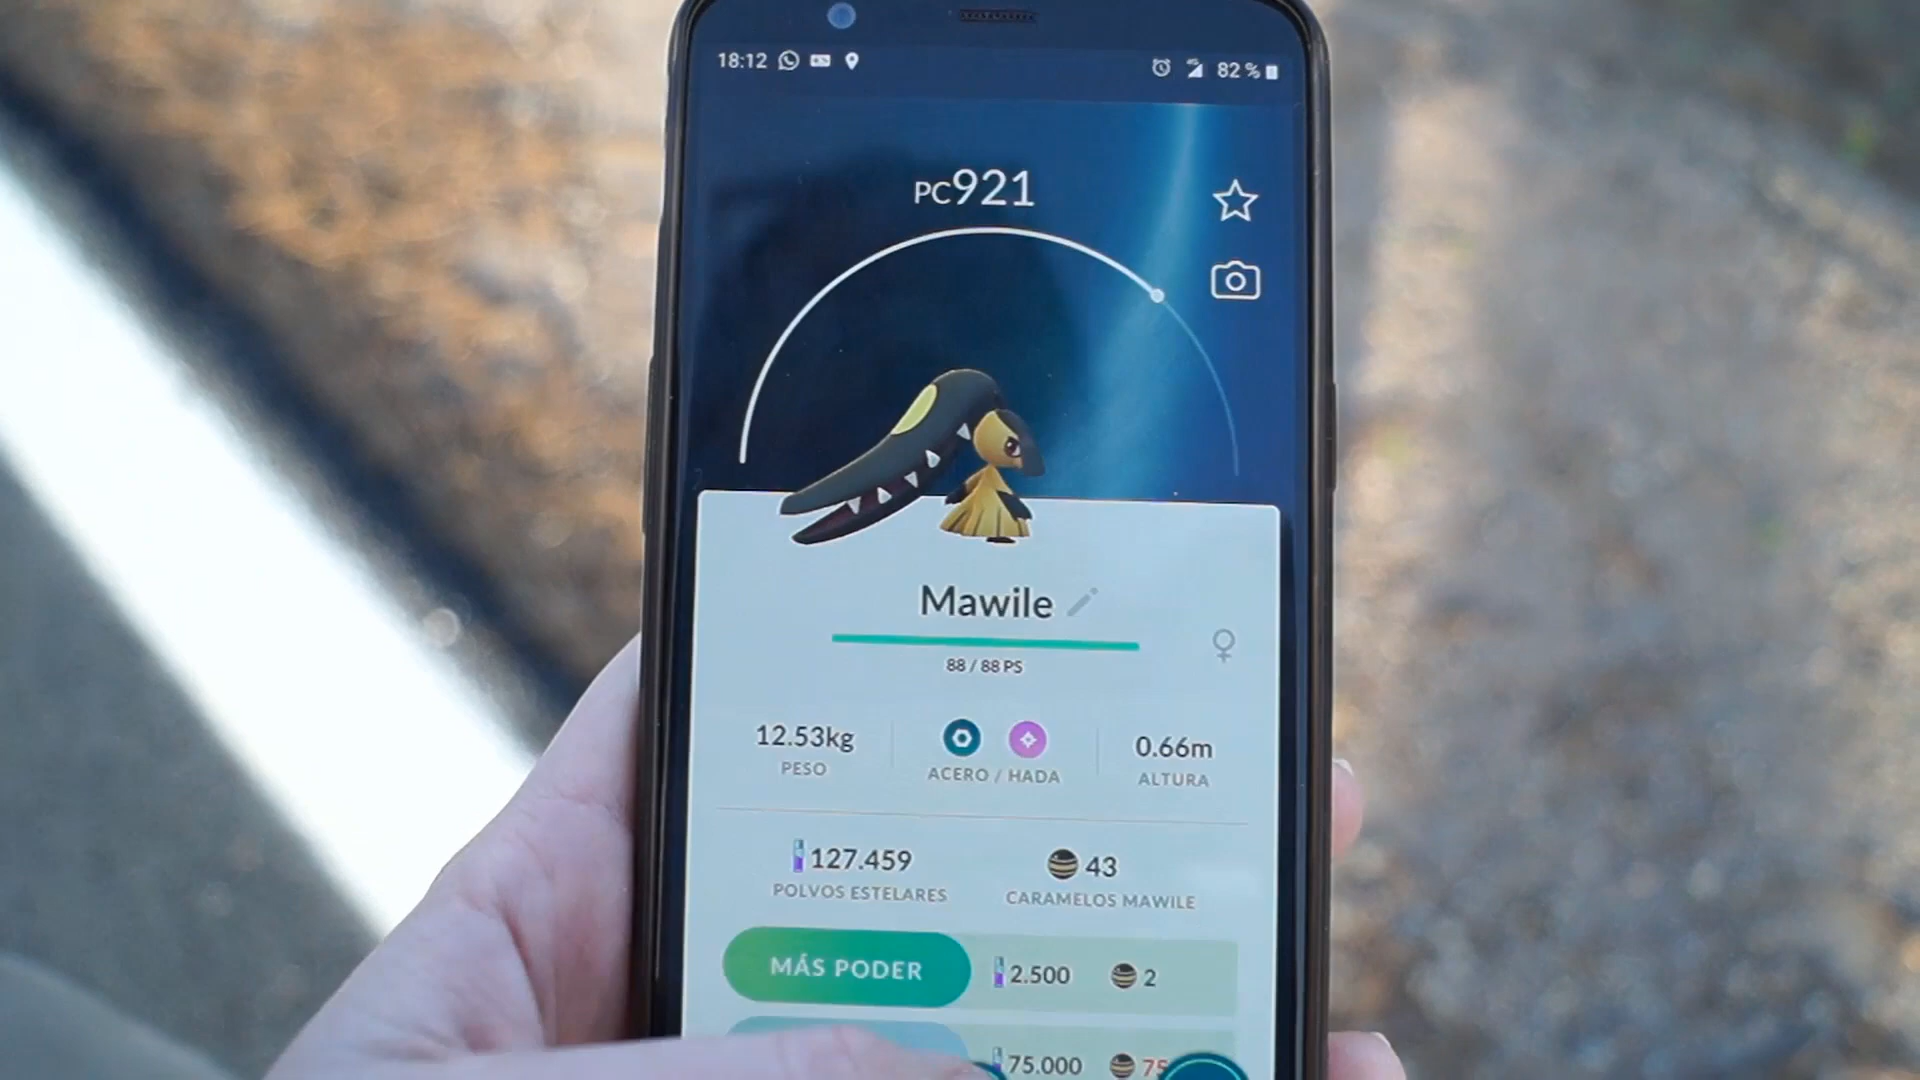 18:12
82 %
PC921
Mawile
88 / 88 PS
12.53kg
PESO
ACERO / HADA
0.66m
ALTURA
127.459
POLVOS ESTELARES
43
CARAMELOS MAWILE
MÁS PODER
2.500
2
75.000
75